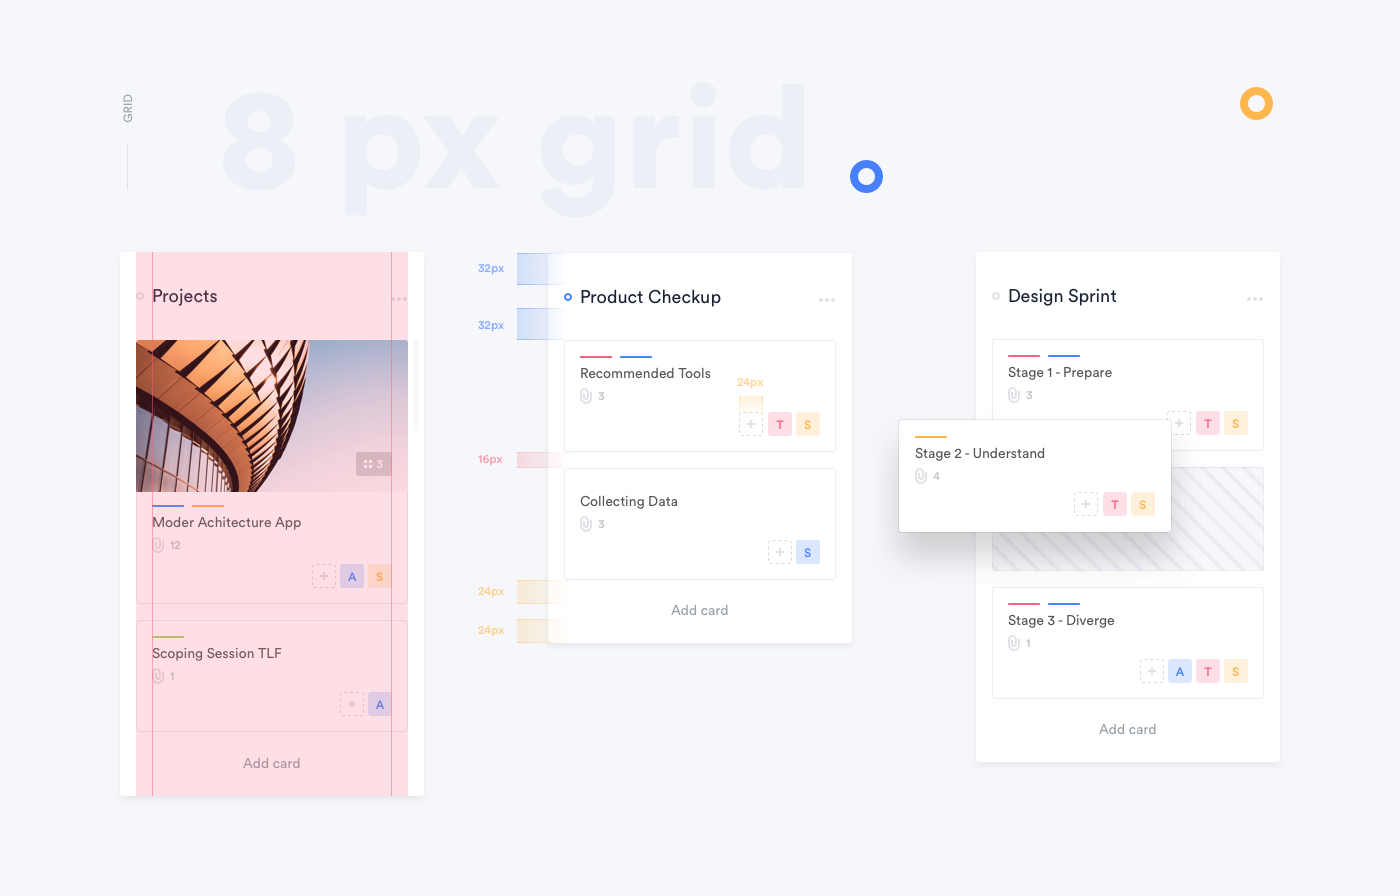 GRID
8 px grid
Projects
3
Moder Achitecture App
12
A S
Scoping Session TLF
1
A
Add card
32px
32px
16px
24px
24px
Product Checkup
Recommended Tools
3
24px
T S
Collecting Data
3
S
Add card
Design Sprint
Stage 1 - Prepare
3
T S
Stage 2 - Understand
4
T S
Stage 3 - Diverge
1
A T S
Add card